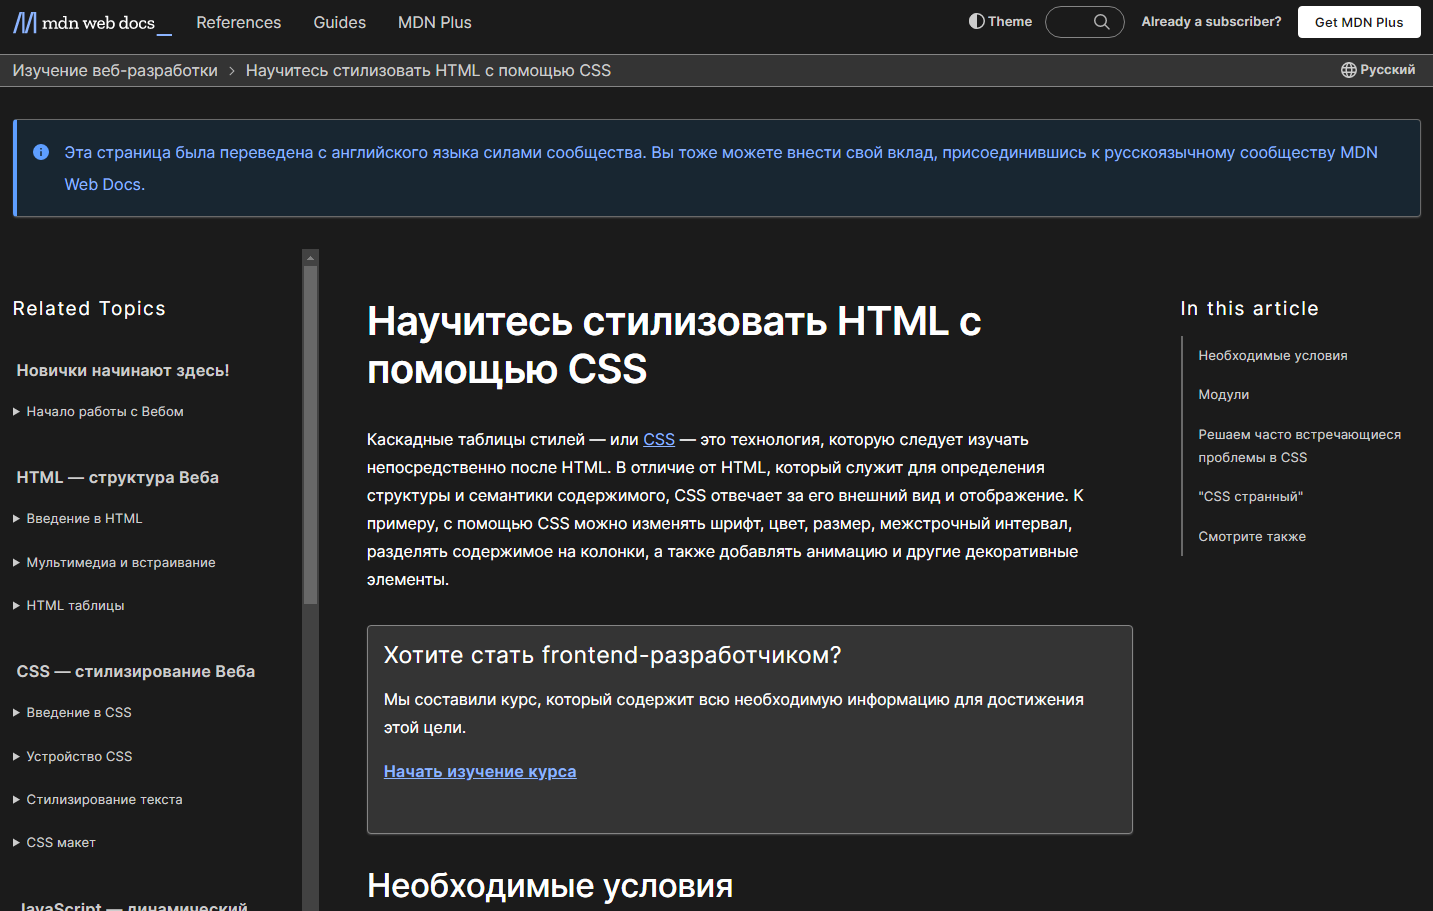 mdn web docs_ References Guides MDN Plus Theme Already a subscriber? Get MDN Plus
Изучение веб-разработки > Научитесь стилизовать HTML с помощью CSS Русский
Эта страница была переведена с английского языка силами сообщества. Вы тоже можете внести свой вклад, присоединившись к русскоязычному сообществу MDN
Web Docs.
Related Topics
Новички начинают здесь!
Начало работы с Вебом
HTML — структура Веба
Введение в HTML
Мультимедиа и встраивание
HTML таблицы
CSS — стилизирование Веба
Введение в CSS
Устройство CSS
Стилизирование текста
CSS макет
JavaScript — динамический
Научитесь стилизовать HTML с
помощью CSS
Каскадные таблицы стилей — или CSS — это технология, которую следует изучать
непосредственно после HTML. В отличие от HTML, который служит для определения
структуры и семантики содержимого, CSS отвечает за его внешний вид и отображение. К
примеру, с помощью CSS можно изменять шрифт, цвет, размер, межстрочный интервал,
разделять содержимое на колонки, а также добавлять анимацию и другие декоративные
элементы.
Хотите стать frontend-разработчиком?
Мы составили курс, который содержит всю необходимую информацию для достижения
этой цели.
Начать изучение курса
Необходимые условия
In this article
Необходимые условия
Модули
Решаем часто встречающиеся
проблемы в CSS
"CSS странный"
Смотрите также